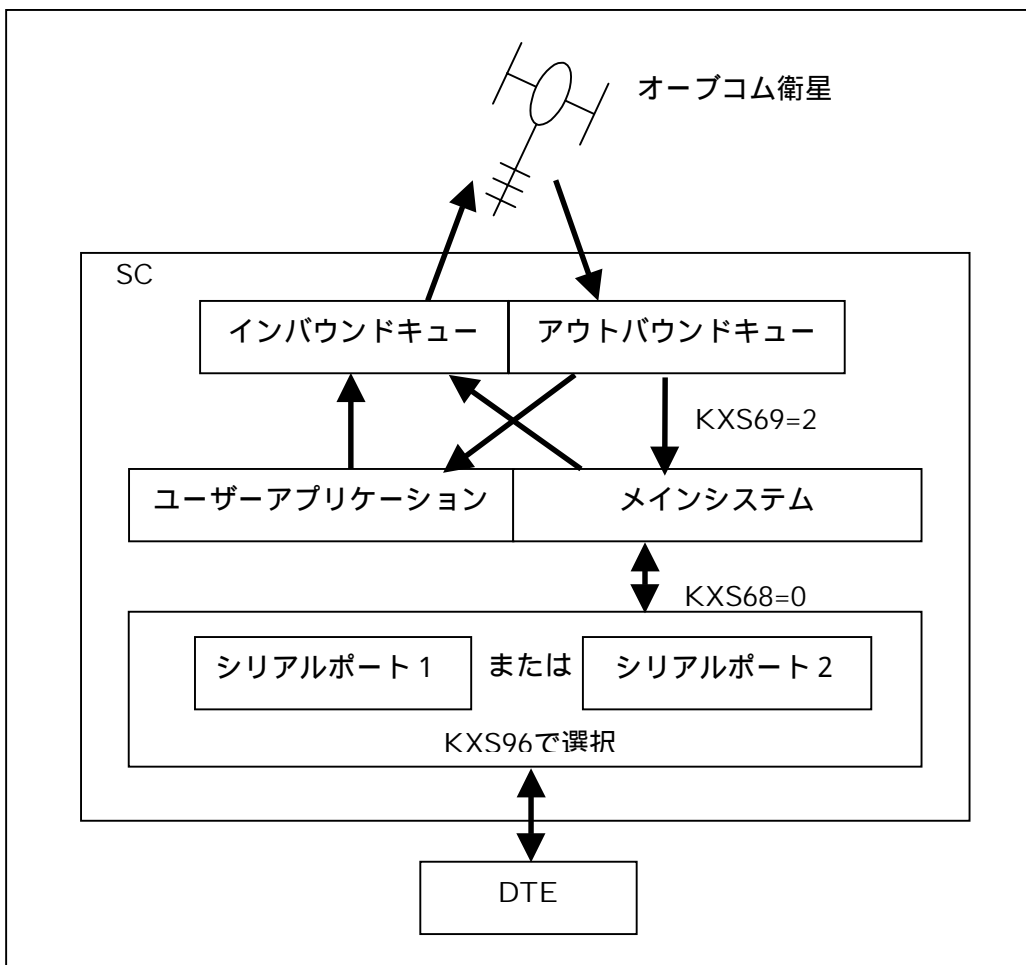 オーブコム衛星
SC
インバウンドキュー
アウトバウンドキュー
KXS69=2
ユーザーアプリケーション
メインシステム
KXS68=0
シリアルポート1
または
シリアルポート2
KXS96で選択
DTE